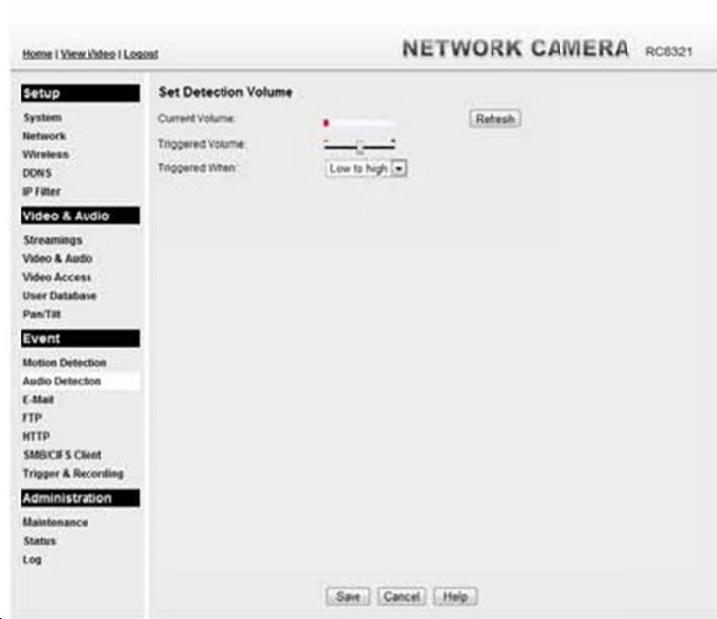 Home | View Video | Logout
NETWORK CAMERA RC8321
Setup
System
Network
Wireless
DDNS
IP Filter
Video & Audio
Streamings
Video & Audio
Video Access
User Database
Pan/Tilt
Event
Motion Detection
Audio Detection
E-Mail
FTP
HTTP
SMB/CIFS Client
Trigger & Recording
Administration
Maintenance
Status
Log
Set Detection Volume
Current Volume:
Refresh
Triggered Volume:
- +
Triggered When:
Low to high
Save
Cancel
Help